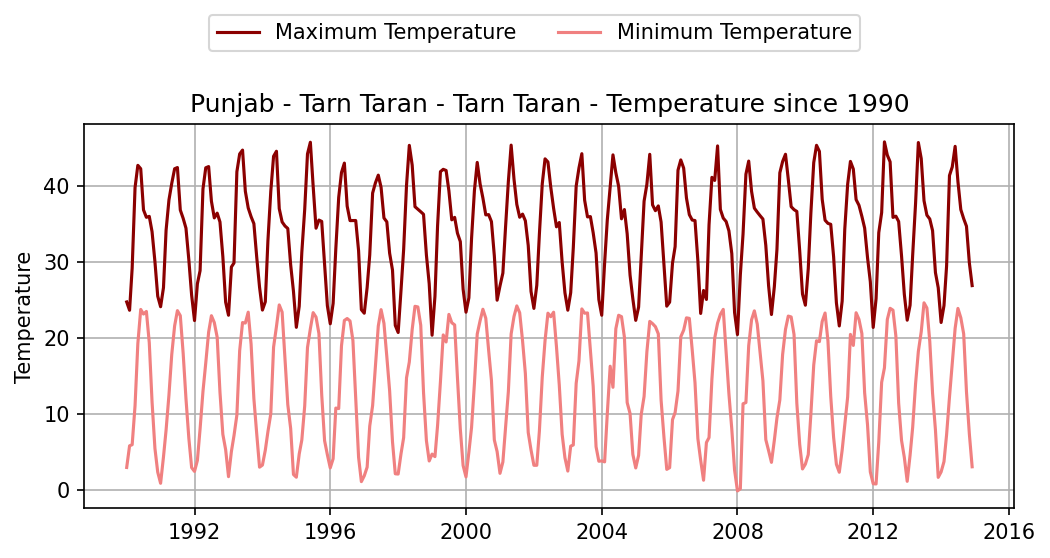 Maximum Temperature Minimum Temperature
Punjab - Tarn Taran - Tarn Taran - Temperature since 1990
Temperature
40
30
20
10
0
1992 1996 2000 2004 2008 2012 2016